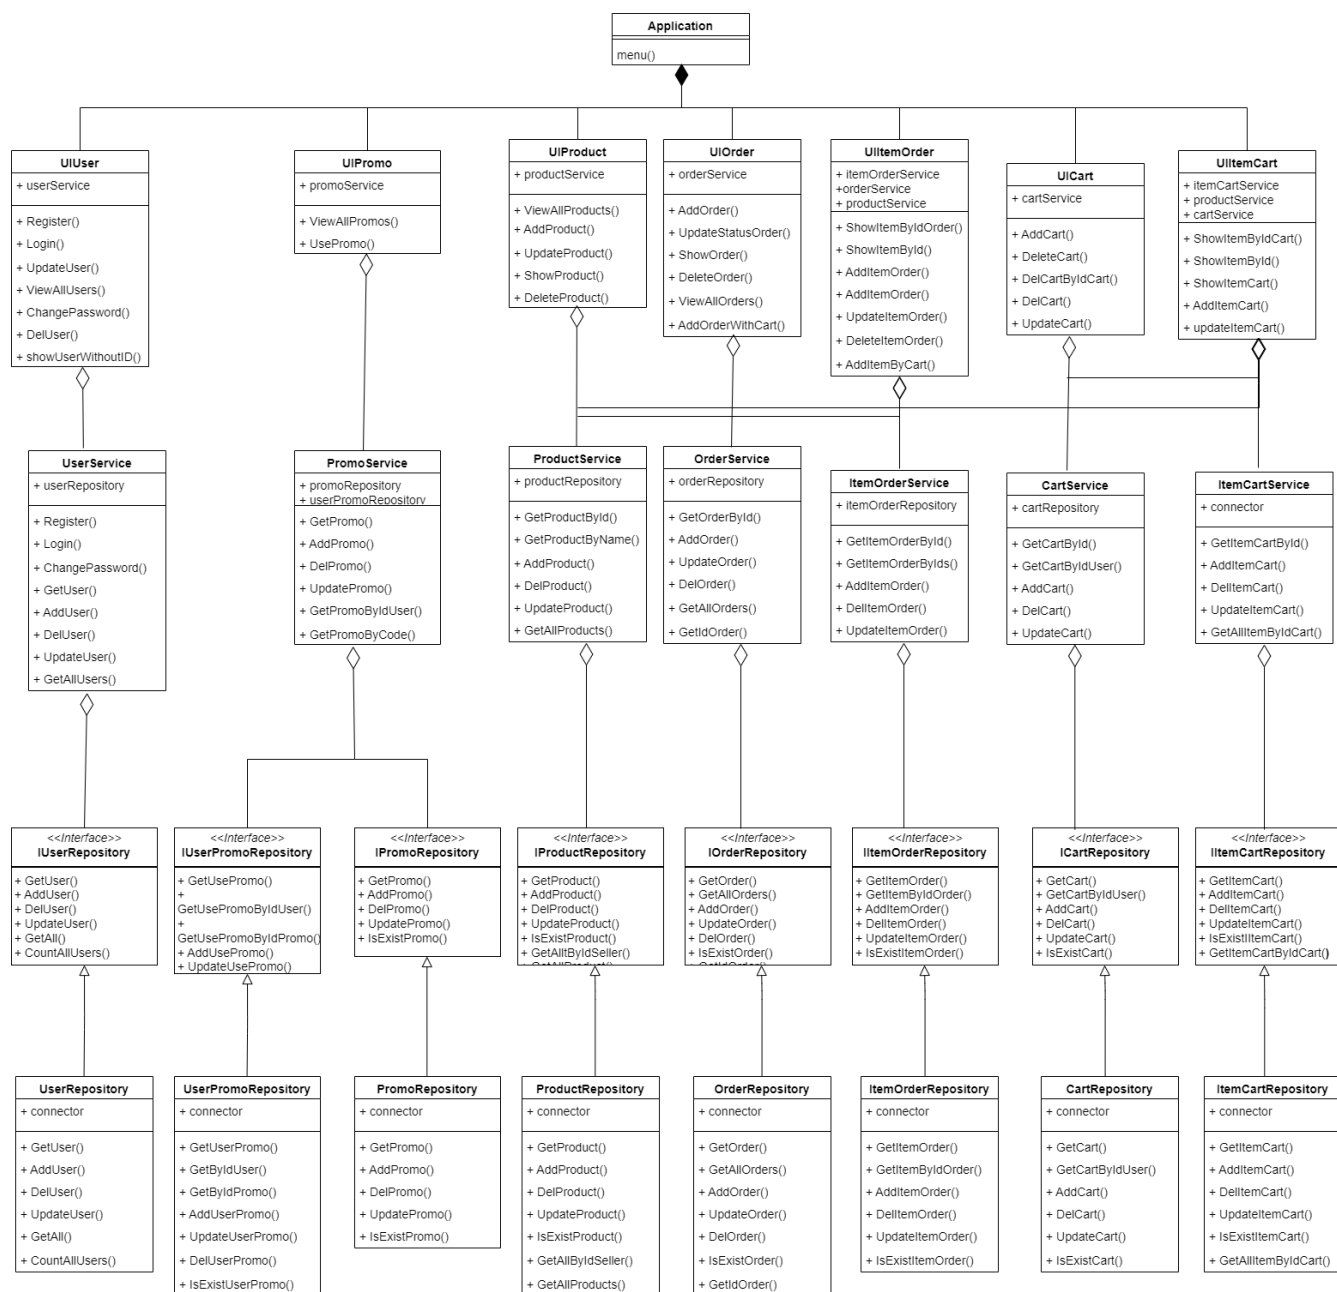 Application
menu()
UIUser
+ userService
+ Register()
+ Login()
+ UpdateUser()
+ ViewAllUsers()
+ ChangePassword()
+ DelUser()
+ showUserWithoutID()
UIPromo
+ promoService
+ ViewAllPromos()
+ UsePromo()
UIProduct
+ productService
+ ViewAllProducts()
+ AddProduct()
+ UpdateProduct()
+ ShowProduct()
+ DeleteProduct()
UIOrder
+ orderService
+ AddOrder()
+ UpdateStatusOrder()
+ ShowOrder()
+ DeleteOrder()
+ ViewAllOrders()
+ AddOrderWithCart()
UIItemOrder
+ itemOrderService
+orderService
+ productService
+ ShowItemByIdOrder()
+ ShowItemById()
+ AddItemOrder()
+ AddItemOrder()
+ UpdateItemOrder()
+ DeleteItemOrder()
+ AddItemByCart()
UICart
+ cartService
+ AddCart()
+ DeleteCart()
+ DelCartByIdCart()
+ DelCart()
+ UpdateCart()
UIItemCart
+ itemCartService
+ productService
+ cartService
+ ShowItemByIdCart()
+ ShowItemById()
+ ShowItemCart()
+ AddItemCart()
+ updateItemCart()
UserService
+ userRepository
+ Register()
+ Login()
+ ChangePassword()
+ GetUser()
+ AddUser()
+ DelUser()
+ UpdateUser()
+ GetAllUsers()
PromoService
+ promoRepository
+ userPromoRepository
+ GetPromo()
+ AddPromo()
+ DelPromo()
+ UpdatePromo()
+ GetPromoByIdUser()
+ GetPromoByCode()
ProductService
+ productRepository
+ GetProductById()
+ GetProductByName()
+ AddProduct()
+ DelProduct()
+ UpdateProduct()
+ GetAllProducts()
OrderService
+ orderRepository
+ GetOrderById()
+ AddOrder()
+ UpdateOrder()
+ DelOrder()
+ GetAllOrders()
+ GetIdOrder()
ItemOrderService
+ itemOrderRepository
+ GetItemOrderById()
+ GetItemOrderByIds()
+ AddItemOrder()
+ DelItemOrder()
+ UpdateItemOrder()
CartService
+ cartRepository
+ GetCartById()
+ GetCartByIdUser()
+ AddCart()
+ DelCart()
+ UpdateCart()
ItemCartService
+ connector
+ GetItemCartById()
+ AddItemCart()
+ DelItemCart()
+ UpdateItemCart()
+ GetAllItemByIdCart()
<<Interface>>
IUserRepository
+ GetUser()
+ AddUser()
+ DelUser()
+ UpdateUser()
+ GetAll()
+ CountAllUsers()
<<Interface>>
IUserPromoRepository
+ GetUsePromo()
+
GetUsePromoByIdUser()
+
GetUsePromoByIdPromo()
+ AddUsePromo()
+ UpdateUsePromo()
<<Interface>>
IPromoRepository
+ GetPromo()
+ AddPromo()
+ DelPromo()
+ UpdatePromo()
+ IsExistPromo()
<<Interface>>
IProductRepository
+ GetProduct()
+ AddProduct()
+ DelProduct()
+ UpdateProduct()
+ IsExistProduct()
+ GetAlltByIdSeller()
+ GetAllProduct()
<<Interface>>
IOrderRepository
+ GetOrder()
+ GetAllOrders()
+ AddOrder()
+ UpdateOrder()
+ DelOrder()
+ IsExistOrder()
+ GetIdOrder()
<<Interface>>
IItemOrderRepository
+ GetItemOrder()
+ GetItemByIdOrder()
+ AddItemOrder()
+ DelItemOrder()
+ UpdateItemOrder()
+ IsExistItemOrder()
<<Interface>>
ICartRepository
+ GetCart()
+ GetCartByIdUser()
+ AddCart()
+ DelCart()
+ UpdateCart()
+ IsExistCart()
<<Interface>>
IItemCartRepository
+ GetItemCart()
+ AddItemCart()
+ DelItemCart()
+ UpdateItemCart()
+ IsExistIItemCart()
+ GetItemCartByIdCart()
UserRepository
+ connector
+ GetUser()
+ AddUser()
+ DelUser()
+ UpdateUser()
+ GetAll()
+ CountAllUsers()
UserPromoRepository
+ connector
+ GetUserPromo()
+ GetByIdUser()
+ GetByIdPromo()
+ AddUserPromo()
+ UpdateUserPromo()
+ DelUserPromo()
+ IsExistUserPromo()
PromoRepository
+ connector
+ GetPromo()
+ AddPromo()
+ DelPromo()
+ UpdatePromo()
+ IsExistPromo()
ProductRepository
+ connector
+ GetProduct()
+ AddProduct()
+ DelProduct()
+ UpdateProduct()
+ IsExistProduct()
+ GetAllByIdSeller()
+ GetAllProducts()
OrderRepository
+ connector
+ GetOrder()
+ GetAllOrders()
+ AddOrder()
+ UpdateOrder()
+ DelOrder()
+ IsExistOrder()
+ GetIdOrder()
ItemOrderRepository
+ connector
+ GetItemOrder()
+ GetItemByIdOrder()
+ AddItemOrder()
+ DelItemOrder()
+ UpdateItemOrder()
+ IsExistItemOrder()
CartRepository
+ connector
+ GetCart()
+ GetCartByIdUser()
+ AddCart()
+ DelCart()
+ UpdateCart()
+ IsExistCart()
ItemCartRepository
+ connector
+ GetItemCart()
+ AddItemCart()
+ DelItemCart()
+ UpdateItemCart()
+ IsExistItemCart()
+ GetAllItemByIdCart()